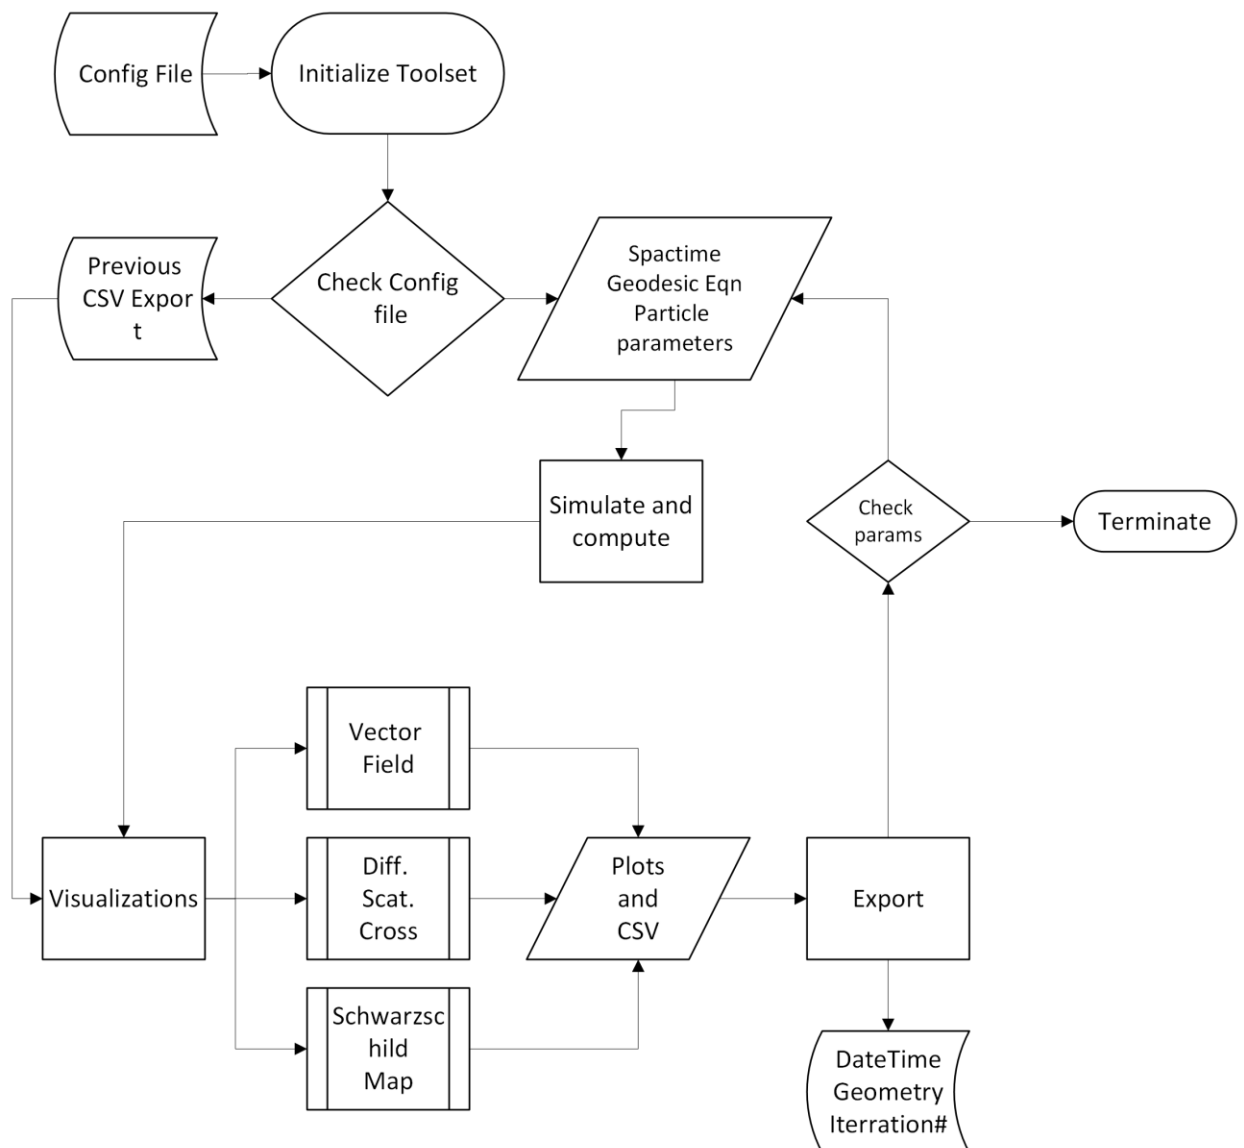 Config File
Initialize Toolset
Previous
CSV Expor
t
Check Config
file
Spactime
Geodesic Eqn
Particle
parameters
Simulate and
compute
Check
params
Terminate
Vector
Field
Visualizations
Diff.
Scat.
Cross
Plots
and
CSV
Export
Schwarzsc
hild
Map
DateTime
Geometry
Iterration#